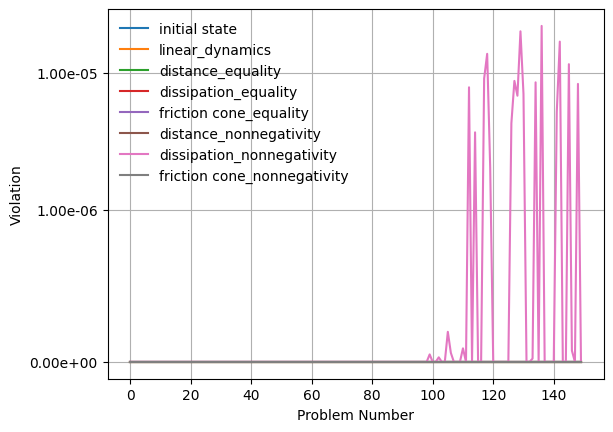 initial state
linear_dynamics
distance_equality
dissipation_equality
friction cone_equality
distance_nonnegativity
dissipation_nonnegativity
friction cone_nonnegativity
1.00e-05
1.00e-06
0.00e+00
Violation
0 20 40 60 80 100 120 140
Problem Number